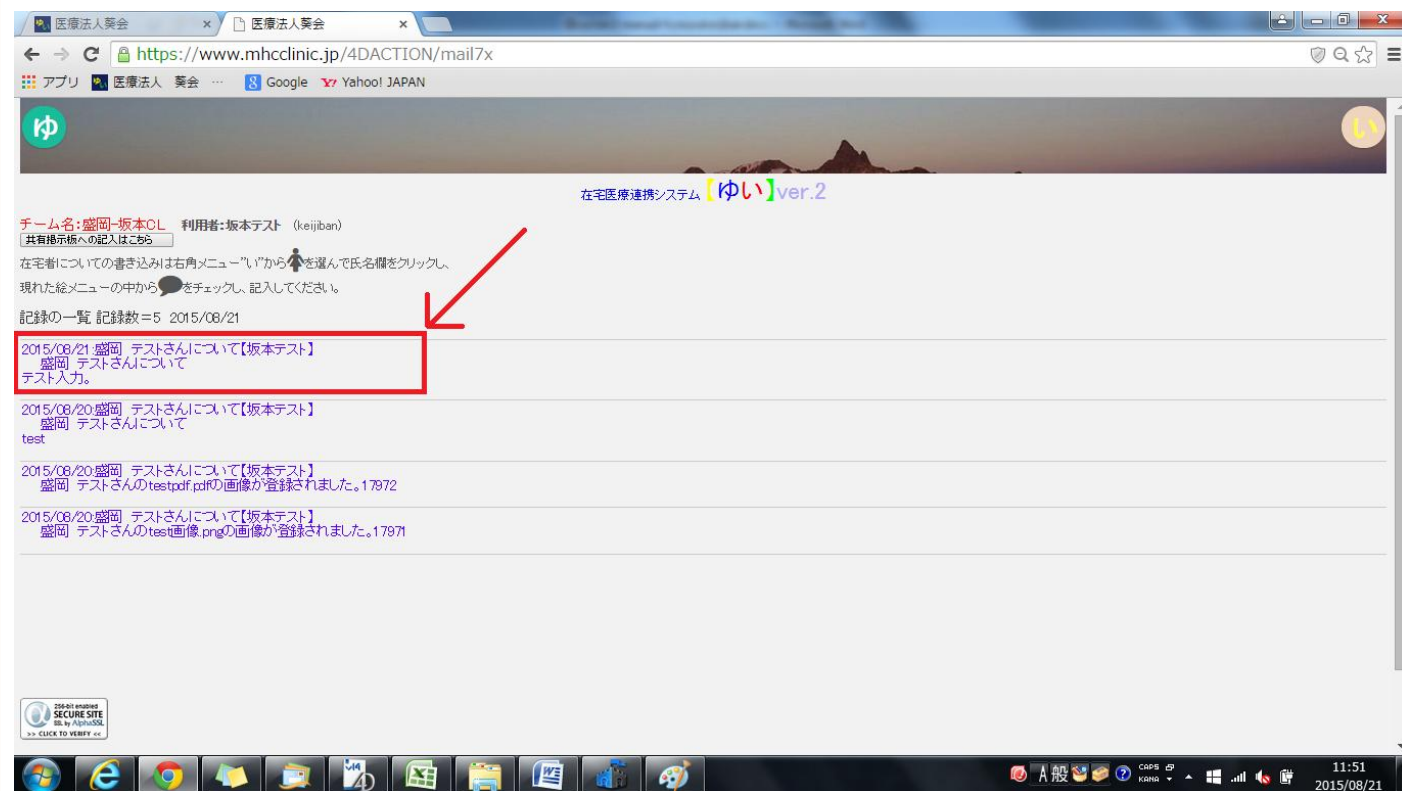 医療法人葵会
医療法人葵会
https://www.mhcclinic.jp/4DACTION/mail7x
アプリ 医療法人 葵会 … 8 Google Y7 Yahoo! JAPAN
ゆ
い
在宅医療連携システム【ゆい】ver.2
チーム名:盛岡-坂本CL 利用者:坂本テスト (keijiban)
共有掲示板への記入はこちら
在宅者についての書き込みは右角メニュー"い"からを選んで氏名欄をクリックし、
現れた絵メニューの中からをチェックし、記入してください。
記録の一覧 記録数=5 2015/08/21
2015/08/21:盛岡 テストさんについて【坂本テスト】
盛岡 テストさんについて
テスト入力。
2015/08/20:盛岡 テストさんについて【坂本テスト】
盛岡 テストさんについて
test
2015/08/20:盛岡 テストさんについて【坂本テスト】
盛岡 テストさんのtestpdf.pdfの画像が登録されました。17972
2015/08/20:盛岡 テストさんについて【坂本テスト】
盛岡 テストさんのtest画像.pngの画像が登録されました。17971
256-bit enabled
SECURE SITE
SSL by AlphaSSL
>> CLICK TO VERIFY <<
A 般 CAPS
KANA
11:51
2015/08/21